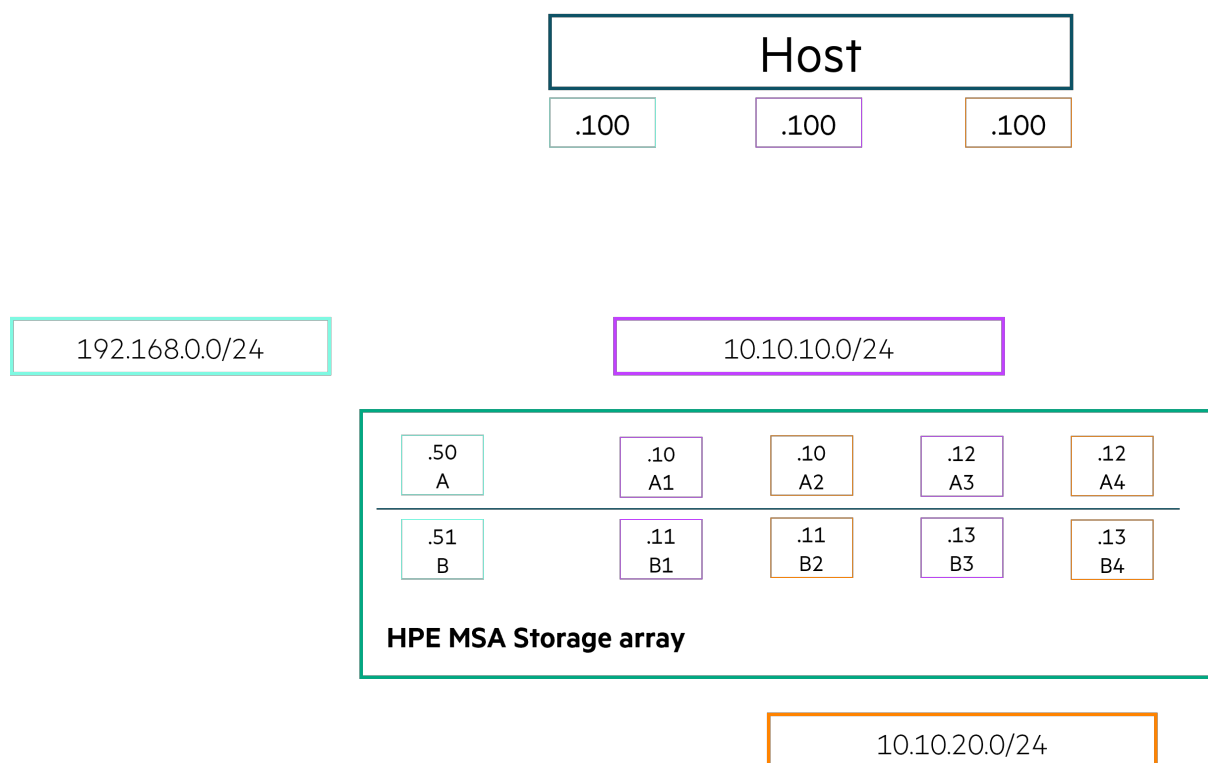 Host
.100 .100 .100
192.168.0.0/24 10.10.10.0/24
.50 .10 .10 .12 .12
A A1 A2 A3 A4
.51 .11 .11 .13 .13
B B1 B2 B3 B4
HPE MSA Storage array
10.10.20.0/24